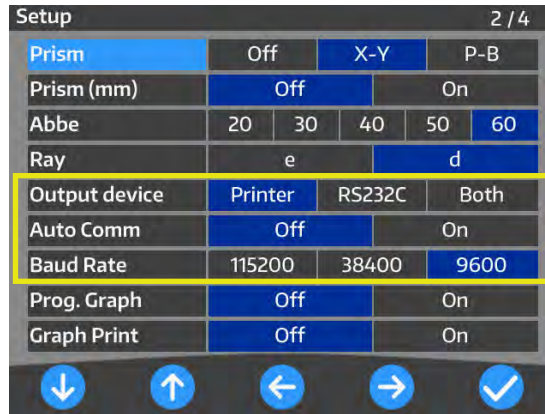 Setup 2 / 4
Prism Off X-Y P-B
Prism (mm) Off On
Abbe 20 30 40 50 60
Ray e d
Output device Printer RS232C Both
Auto Comm Off On
Baud Rate 115200 38400 9600
Prog. Graph Off On
Graph Print Off On